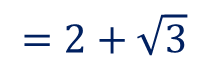 = 2 + √3